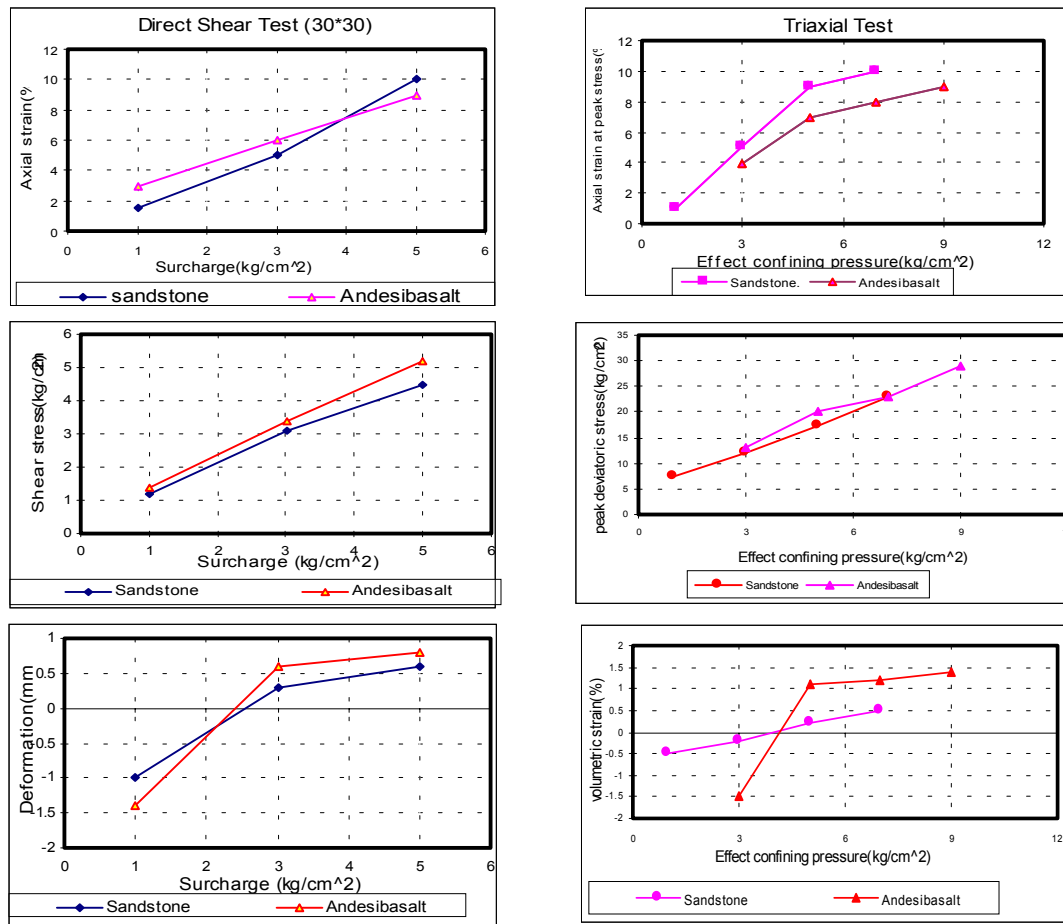 Direct Shear Test (30*30)
Axial strain(%
12
10
8
6
4
2
0
0 1 2 3 4 5 6
Surcharge(kg/cm^2)
sandstone Andesibasalt
Triaxial Test
Axial strain at peak stress(%
12
10
8
6
4
2
0
0 3 6 9 12
Effect confining pressure(kg/cm^2)
Sandstone. Andesibasalt
Shear stress(kg/cm2)
6
5
4
3
2
1
0
0 1 2 3 4 5 6
Surcharge (kg/cm^2)
Sandstone Andesibasalt
peak deviatoric stress(kg/cm2)
35
30
25
20
15
10
5
0
0 3 6 9
Effect confining pressure(kg/cm^2)
Sandstone Andesibasalt
Deformation(mm
1
0.5
0
-0.5
-1
-1.5
-2
0 1 2 3 4 5 6
Surcharge (kg/cm^2)
Sandstone Andesibasalt
volumetric strain(%)
2
1.5
1
0.5
0
-0.5
-1
-1.5
-2
0 3 6 9 12
Effect confining pressure(kg/cm^2)
Sandstone Andesibasalt